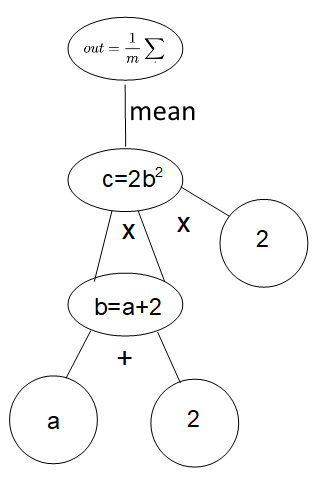 out = 1/m ∑
mean
c=2b²
x
x
2
b=a+2
+
a
2